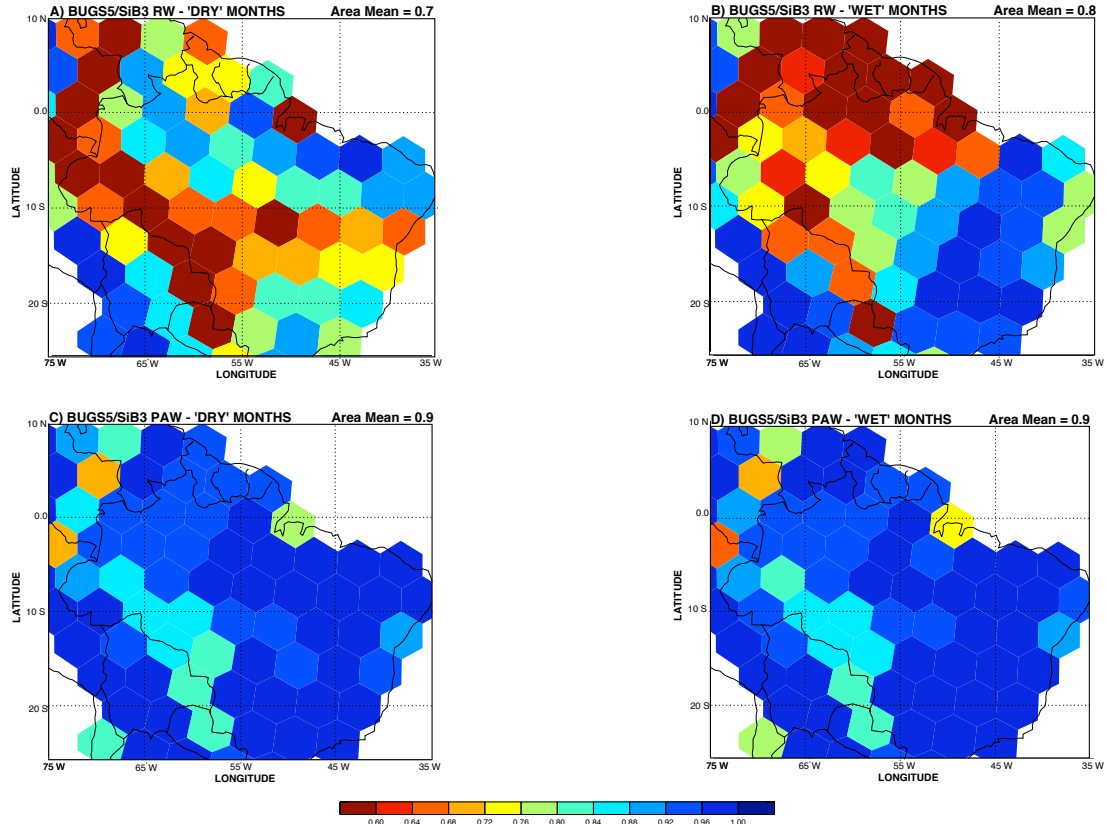 A) BUGS5/SiB3 RW - 'DRY' MONTHS Area Mean = 0.7
10 N
0.0
10 S
20 S
LATITUDE
75 W 65 W 55 W 45 W 35 W
LONGITUDE
B) BUGS5/SiB3 RW - 'WET' MONTHS Area Mean = 0.8
10 N
0.0
10 S
20 S
LATITUDE
75 W 65 W 55 W 45 W 35 W
LONGITUDE
C) BUGS5/SiB3 PAW - 'DRY' MONTHS Area Mean = 0.9
10 N
0.0
10 S
20 S
LATITUDE
75 W 65 W 55 W 45 W 35 W
LONGITUDE
D) BUGS5/SiB3 PAW - 'WET' MONTHS Area Mean = 0.9
10 N
0.0
10 S
20 S
LATITUDE
75 W 65 W 55 W 45 W 35 W
LONGITUDE
0.60 0.64 0.68 0.72 0.76 0.80 0.84 0.88 0.92 0.96 1.00